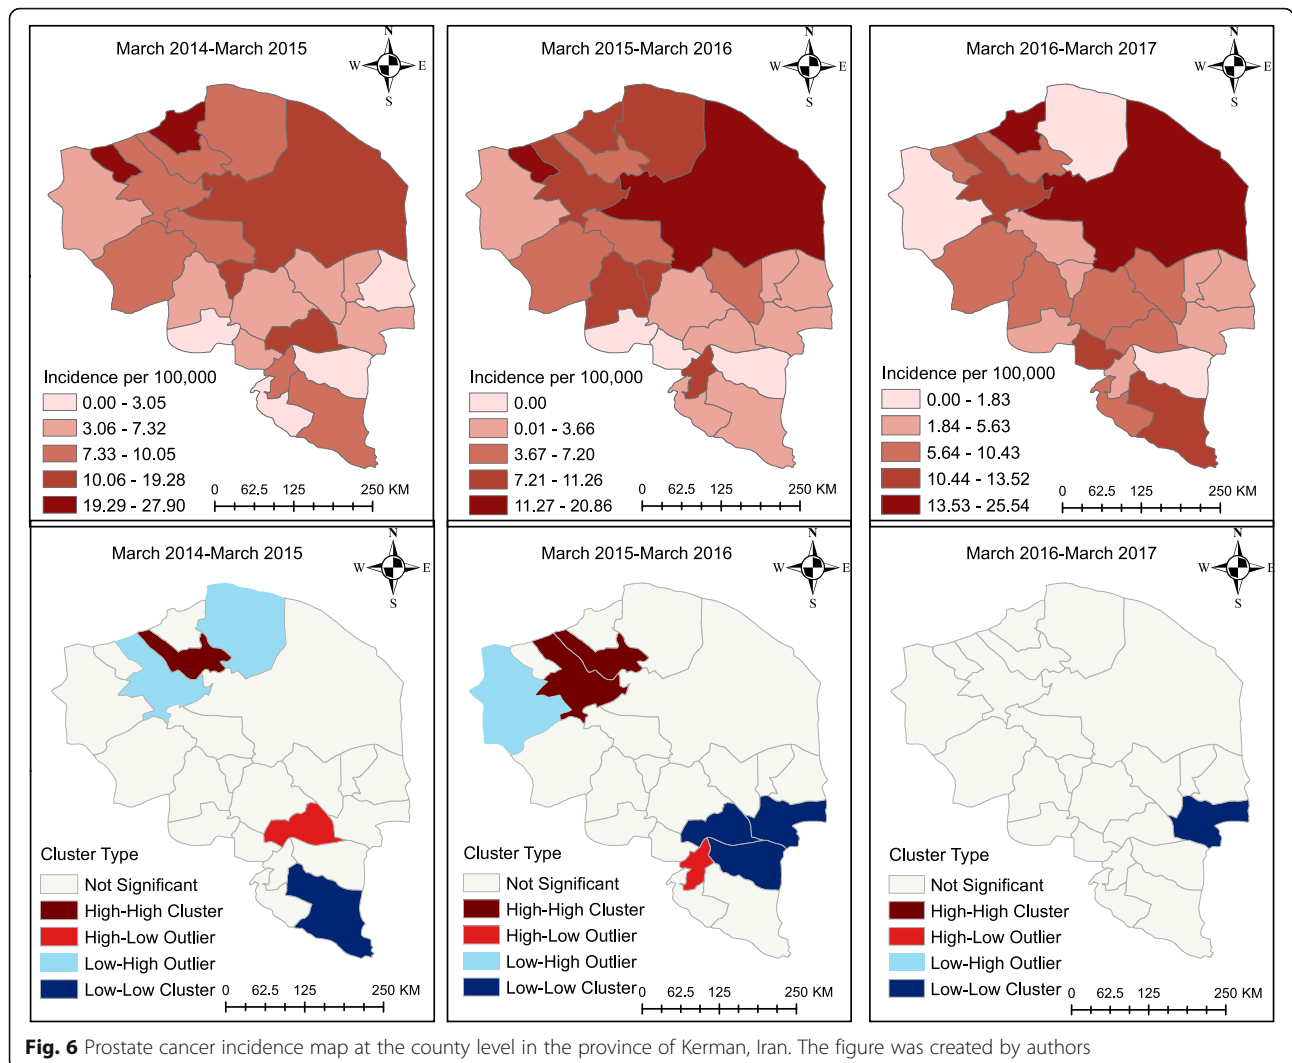 March 2014-March 2015
N
W E
S
Incidence per 100,000
0.00 - 3.05
3.06 - 7.32
7.33 - 10.05
10.06 - 19.28
19.29 - 27.90
0 62.5 125 250 KM
March 2015-March 2016
N
W E
S
Incidence per 100,000
0.00
0.01 - 3.66
3.67 - 7.20
7.21 - 11.26
11.27 - 20.86
0 62.5 125 250 KM
March 2016-March 2017
N
W E
S
Incidence per 100,000
0.00 - 1.83
1.84 - 5.63
5.64 - 10.43
10.44 - 13.52
13.53 - 25.54
0 62.5 125 250 KM
March 2014-March 2015
N
W E
S
Cluster Type
Not Significant
High-High Cluster
High-Low Outlier
Low-High Outlier
Low-Low Cluster
0 62.5 125 250 KM
March 2015-March 2016
N
W E
S
Cluster Type
Not Significant
High-High Cluster
High-Low Outlier
Low-High Outlier
Low-Low Cluster
0 62.5 125 250 KM
March 2016-March 2017
N
W E
S
Cluster Type
Not Significant
High-High Cluster
High-Low Outlier
Low-High Outlier
Low-Low Cluster
0 62.5 125 250 KM
Fig. 6 Prostate cancer incidence map at the county level in the province of Kerman, Iran. The figure was created by authors